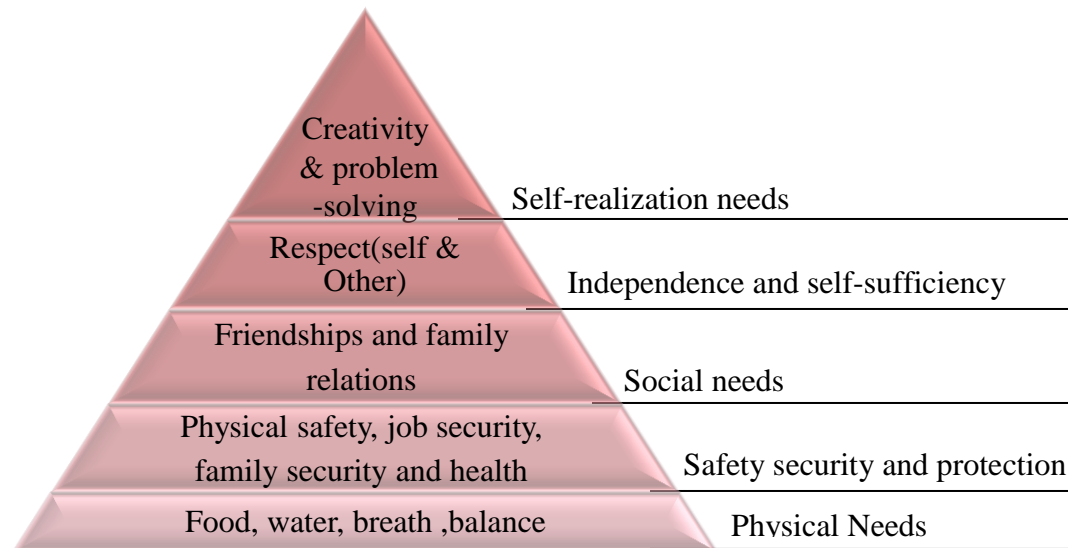 Creativity
& problem
-solving
Self-realization needs
Respect(self &
Other)
Independence and self-sufficiency
Friendships and family
relations
Social needs
Physical safety, job security,
family security and health
Safety security and protection
Food, water, breath ,balance
Physical Needs